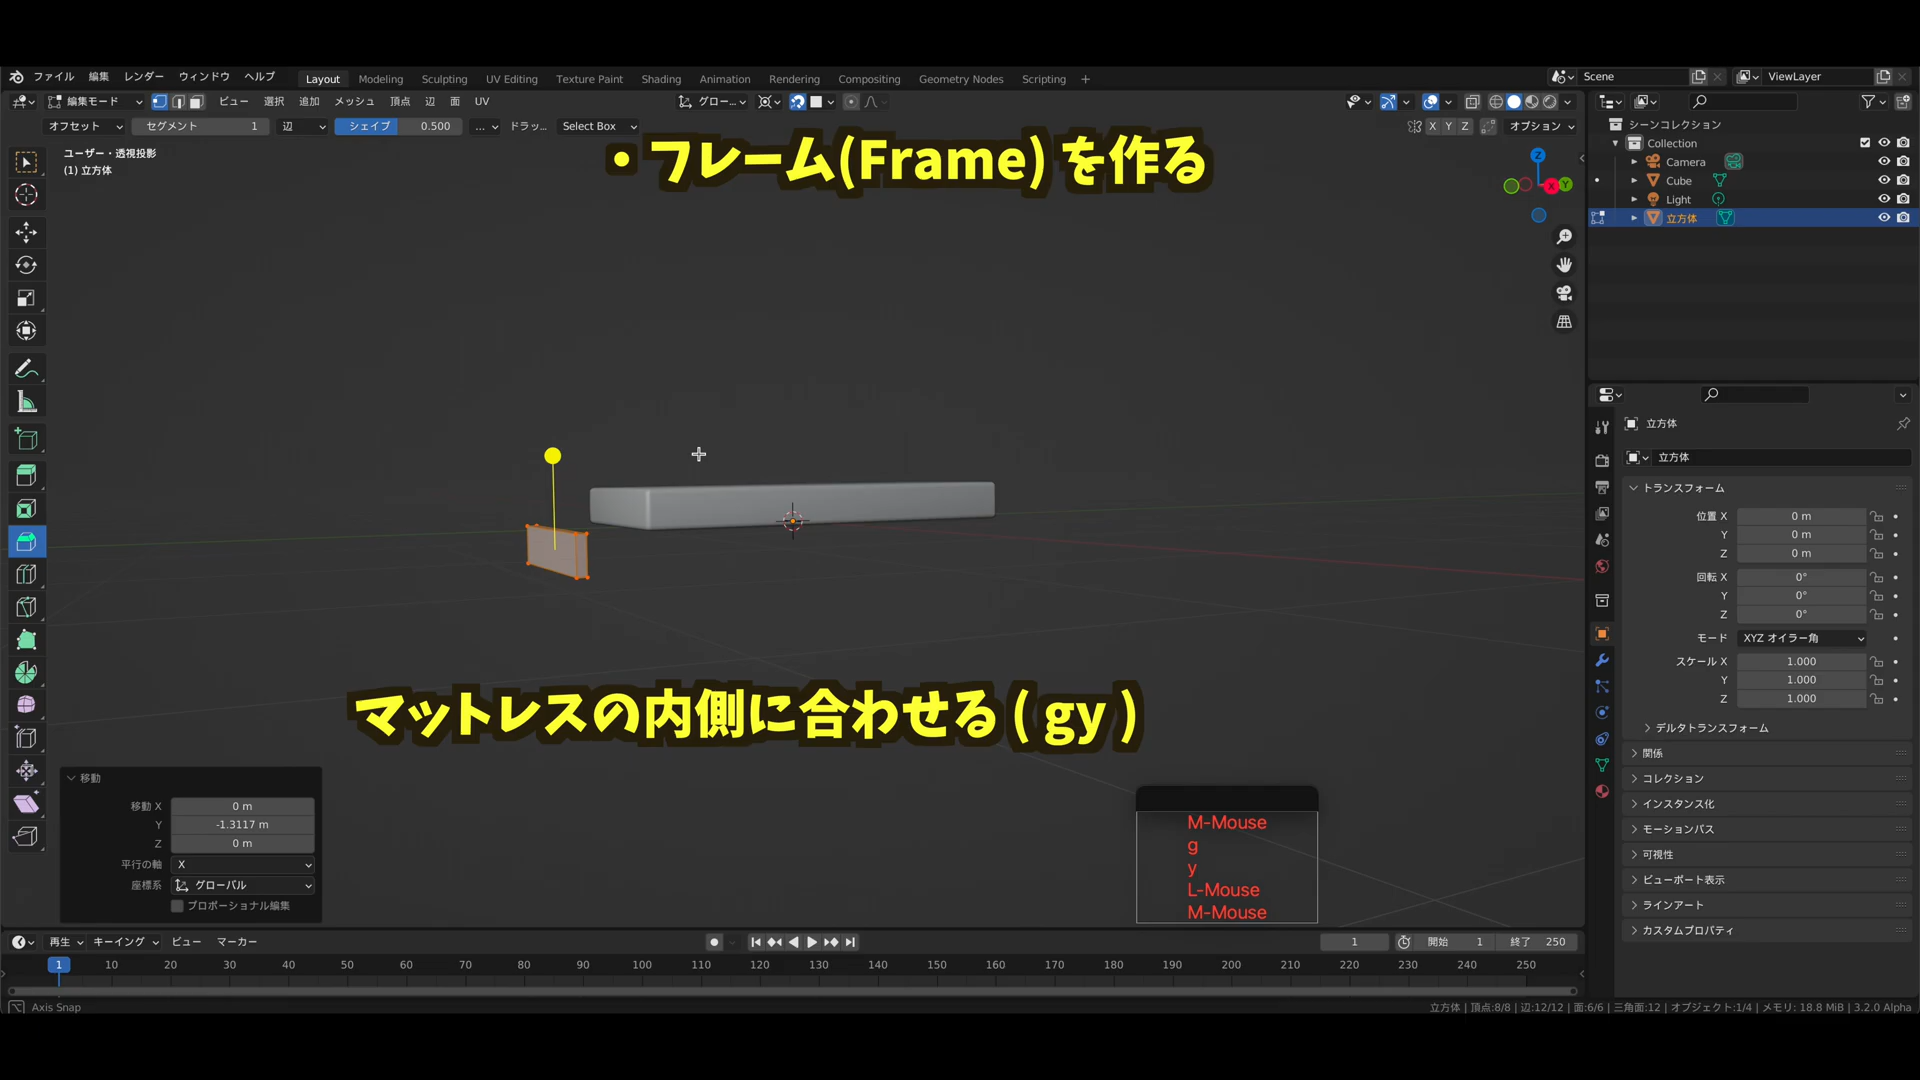 ファイル 編集 レンダー ウィンドウ ヘルプ Layout Modeling Sculpting UV Editing Texture Paint Shading Animation Rendering Compositing Geometry Nodes Scripting + Scene ViewLayer
編集モード ビュー 選択 追加 メッシュ 頂点 辺 面 UV グロー...
オフセット セグメント 1 辺 シェイプ 0.500 ... ドラッ... Select Box X Y Z オプション
ユーザー・透視投影
(1) 立方体
・フレーム(Frame) を作る
Z
X Y
マットレスの内側に合わせる ( gy )
移動
移動 X 0 m
Y -1.3117 m
Z 0 m
平行の軸 X
座標系 グローバル
プロポーショナル編集
M-Mouse
g
y
L-Mouse
M-Mouse
シーンコレクション
Collection
Camera
Cube
Light
立方体
立方体
立方体
トランスフォーム
位置 X 0 m
Y 0 m
Z 0 m
回転 X 0°
Y 0°
Z 0°
モード XYZ オイラー角
スケール X 1.000
Y 1.000
Z 1.000
デルタトランスフォーム
関係
コレクション
インスタンス化
モーションパス
可視性
ビューポート表示
ラインアート
カスタムプロパティ
再生 キーイング ビュー マーカー 1 開始 1 終了 250
1 10 20 30 40 50 60 70 80 90 100 110 120 130 140 150 160 170 180 190 200 210 220 230 240 250
Axis Snap
立方体 | 頂点:8/8 | 辺:12/12 | 面:6/6 | 三角面:12 | オブジェクト:1/4 | メモリ: 18.8 MiB | 3.2.0 Alpha